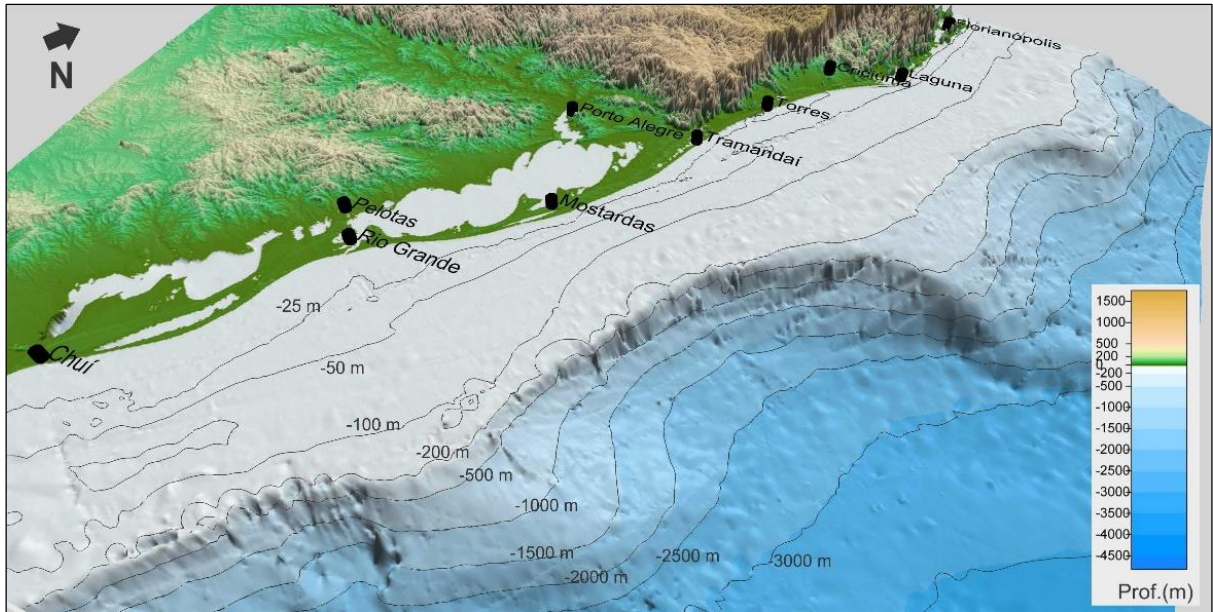 N
Florianópolis
Criciúma
Laguna
Torres
Porto Alegre
Tramandaí
Mostardas
Pelotas
Rio Grande
Chuí
-25 m
-50 m
-100 m
-200 m
-500 m
-1000 m
-1500 m
-2000 m
-2500 m
-3000 m
1500
1000
500
200
0
-200
-500
-1000
-1500
-2000
-2500
-3000
-3500
-4000
-4500
Prof.(m)